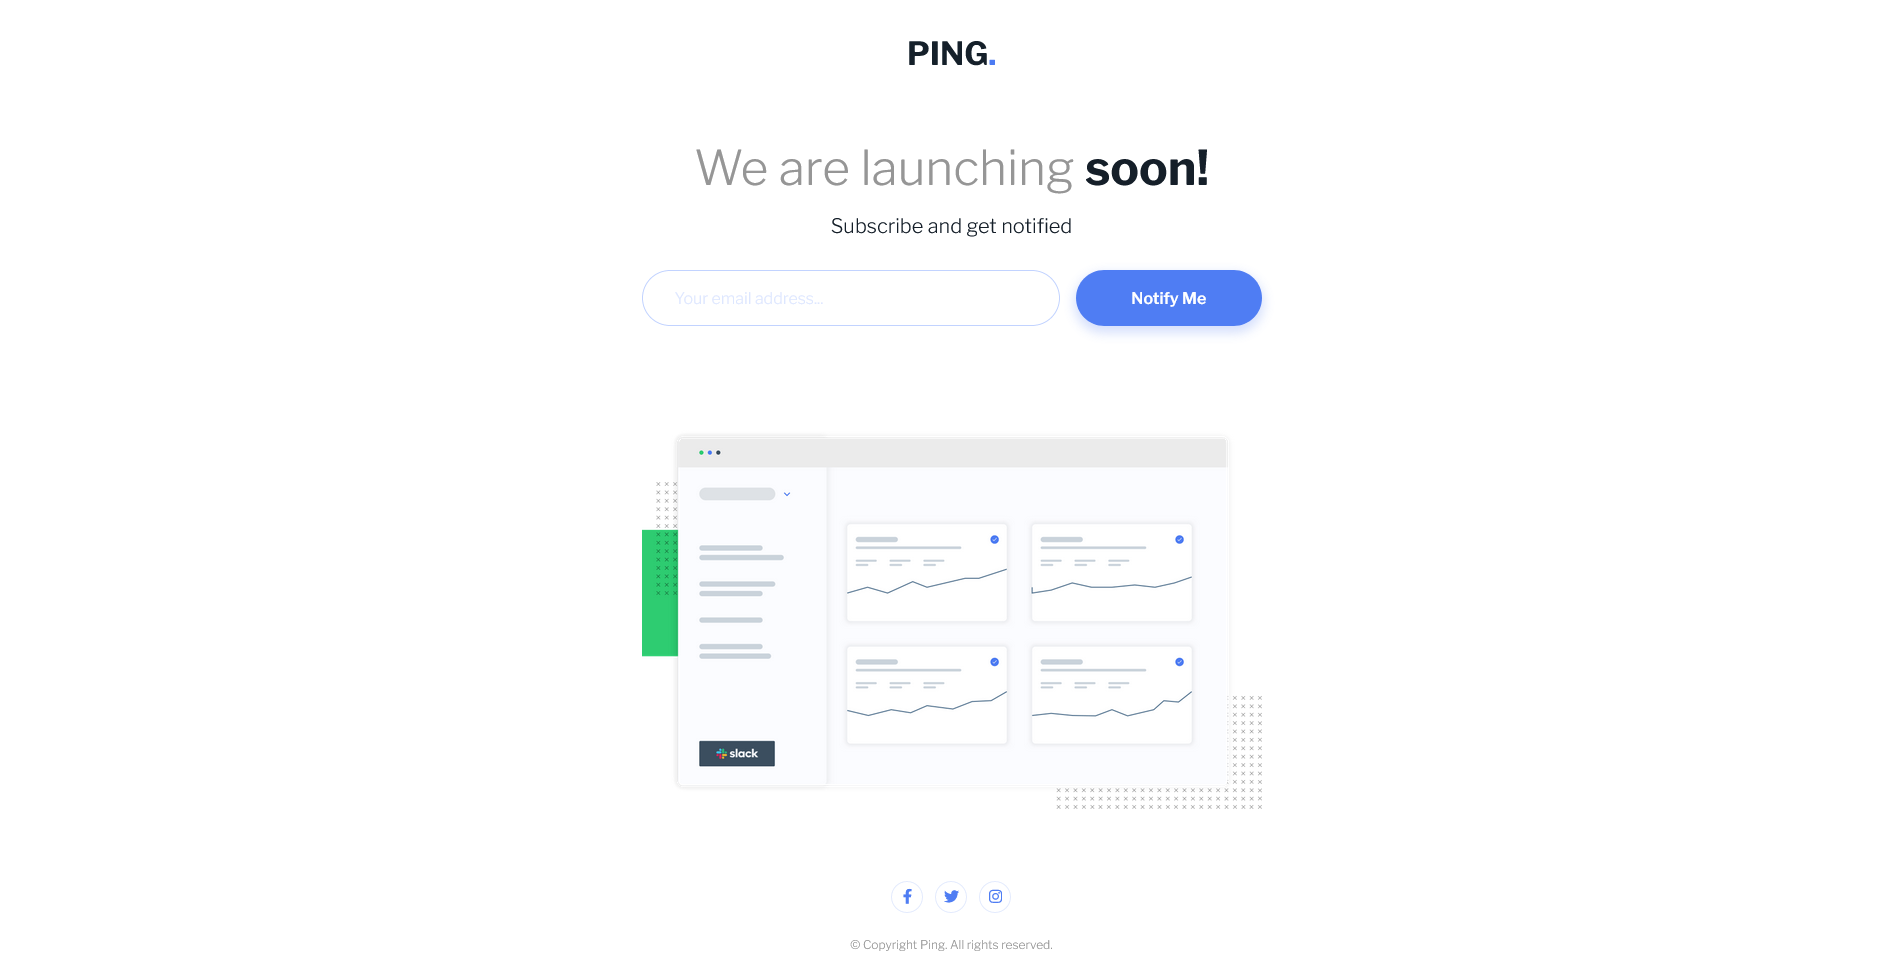 PING.
We are launching soon!
Subscribe and get notified
Your email address...
Notify Me
slack
© Copyright Ping. All rights reserved.